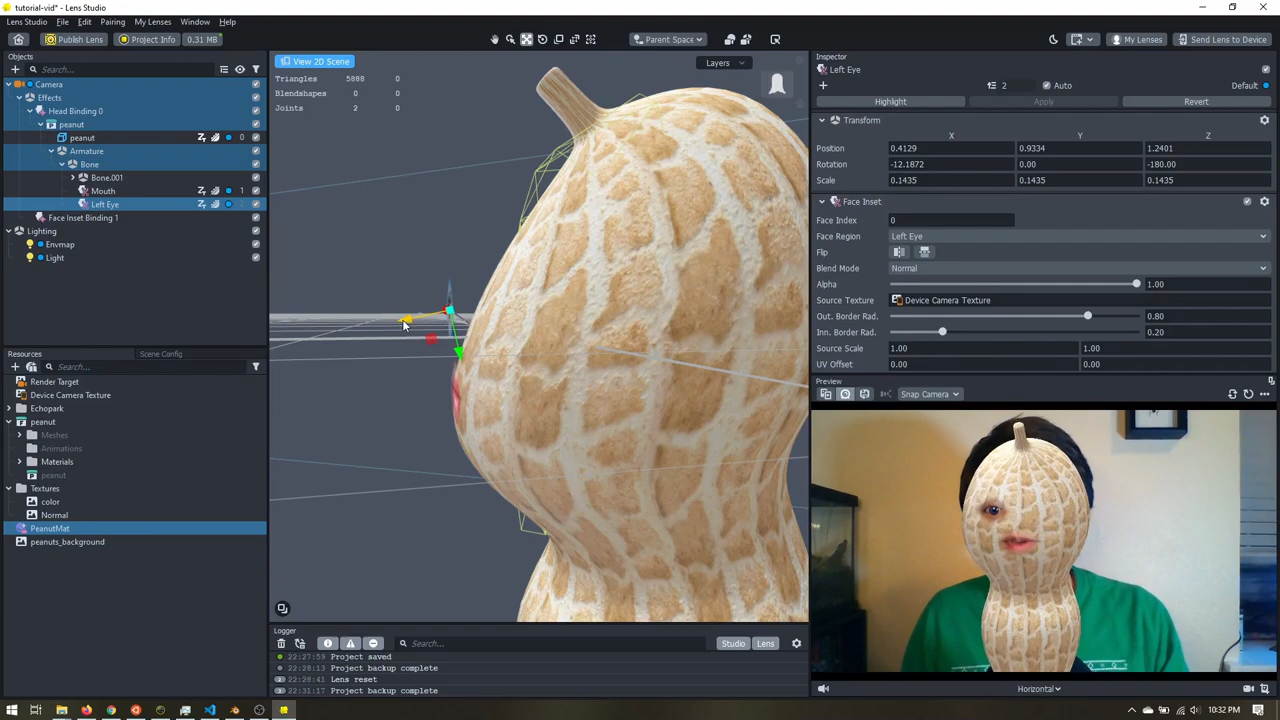 tutorial-vid* - Lens Studio
Lens Studio File Edit Pairing My Lenses Window Help
Publish Lens Project Info 0.31 MB Parent Space My Lenses Send Lens to Device
Objects
Search...
Camera
Effects
Head Binding 0
peanut
peanut 0
Armature
Bone
Bone.001
Mouth 1
Left Eye 2
Face Inset Binding 1
Lighting
Envmap
Light
Resources Scene Config
Search...
Render Target
Device Camera Texture
Echopark
peanut
Meshes
Animations
Materials
peanut
Textures
color
Normal
PeanutMat
peanuts_background
View 2D Scene Layers
Triangles 5888 0
Blendshapes 0 0
Joints 2 0
Logger
Search... Studio Lens
22:27:59 Project saved
22:28:13 Project backup complete
22:28:41 Lens reset
22:31:17 Project backup complete
Inspector
Left Eye
2 Auto Default
Highlight Apply Revert
Transform
X Y Z
Position 0.4129 0.9334 1.2401
Rotation -12.1872 0.00 -180.00
Scale 0.1435 0.1435 0.1435
Face Inset
Face Index 0
Face Region Left Eye
Flip
Blend Mode Normal
Alpha 1.00
Source Texture Device Camera Texture
Out. Border Rad. 0.80
Inn. Border Rad. 0.20
Source Scale 1.00 1.00
UV Offset 0.00 0.00
Preview
Snap Camera
Horizontal
10:32 PM